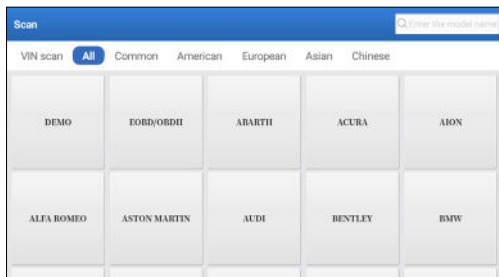 Scan
Enter the model name
VIN scan All Common American European Asian Chinese
DEMO EOBD/OBDII ABARTH ACURA AION
ALFA ROMEO ASTON MARTIN AUDI BENTLEY BMW